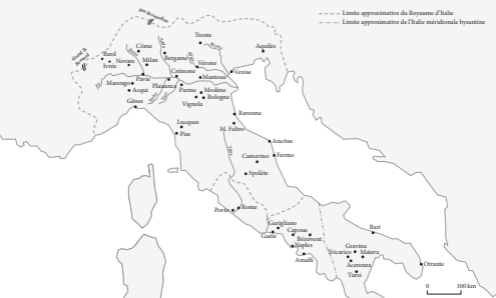 Limite approximative du Royaume d'Italie
Limite approximative de l'Italie méridionale byzantine
Trente
Aquilée
Côme
Bard
Ivrée
Novare
Milan
Bergame
Vérone
Venise
Pavie
Crémone
Mantoue
Marengo
Plaisance
Acqui
Parme
Modène
Bologne
Vignola
Gênes
Ravenne
M. Feltro
Lucques
Pise
Ancône
Camerino
Fermo
Spolète
Porto
Rome
Garigliano
Gaète
Capoue
Bénévent
Naples
Amalfi
Bari
Gravina
Tricarico
Matera
Acerenza
Tursi
Otrante
0
100 km